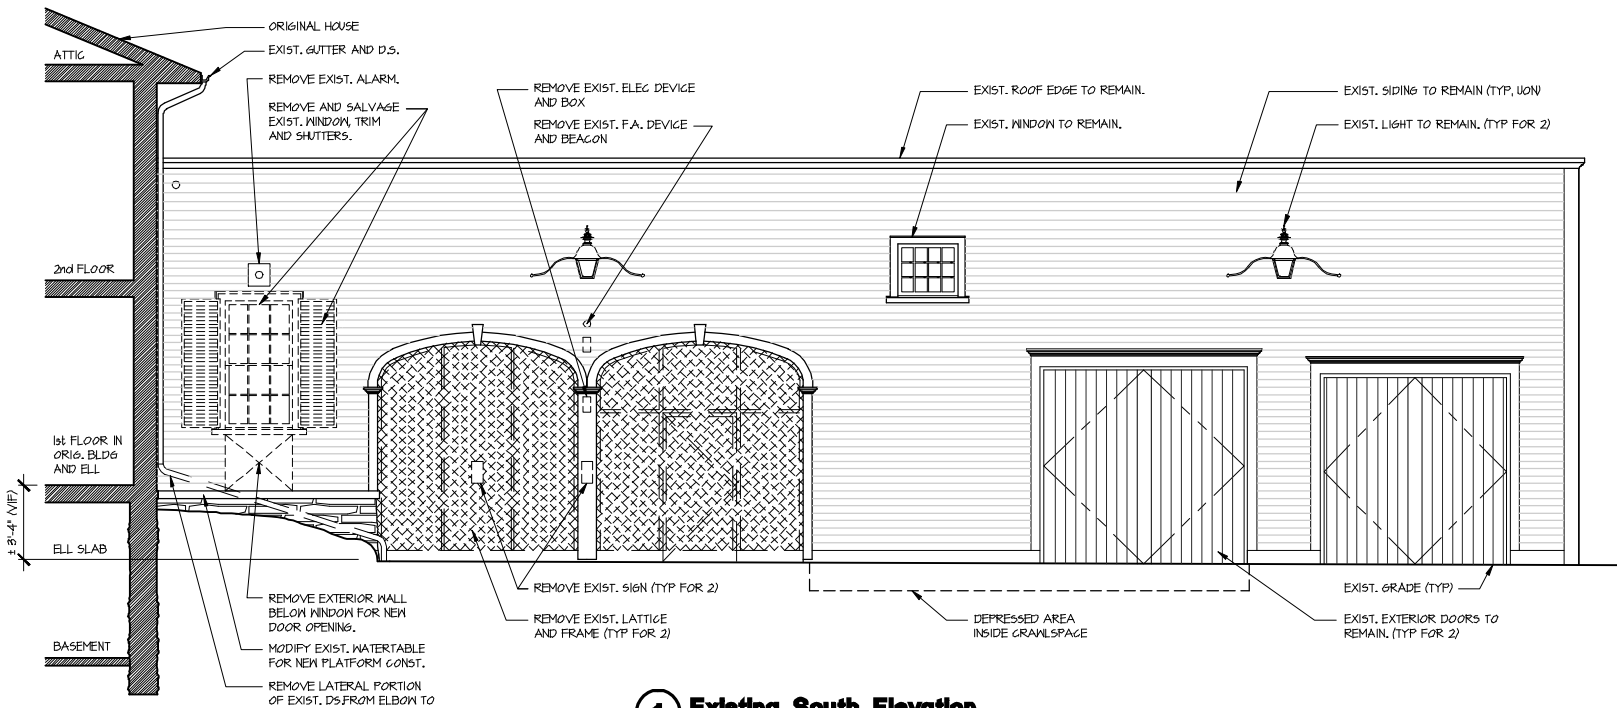 ORIGINAL HOUSE
EXIST. GUTTER AND D.S.
ATTIC
REMOVE EXIST. ALARM.
REMOVE AND SALVAGE
EXIST. WINDOW, TRIM
AND SHUTTERS.
REMOVE EXIST. ELEC DEVICE
AND BOX
REMOVE EXIST. F.A. DEVICE
AND BEACON
EXIST. ROOF EDGE TO REMAIN.
EXIST. WINDOW TO REMAIN.
EXIST. SIDING TO REMAIN (TYP, UON)
EXIST. LIGHT TO REMAIN. (TYP FOR 2)
2nd FLOOR
1st FLOOR IN
ORIG. BLDG
AND ELL
± 3'-4" (VIF)
ELL SLAB
BASEMENT
REMOVE EXTERIOR WALL
BELOW WINDOW FOR NEW
DOOR OPENING.
MODIFY EXIST. WATERTABLE
FOR NEW PLATFORM CONST.
REMOVE LATERAL PORTION
OF EXIST. DS.FROM ELBOW TO
REMOVE EXIST. SIGN (TYP FOR 2)
REMOVE EXIST. LATTICE
AND FRAME (TYP FOR 2)
DEPRESSED AREA
INSIDE CRAWLSPACE
EXIST. GRADE (TYP)
EXIST. EXTERIOR DOORS TO
REMAIN. (TYP FOR 2)
1 Existing South Elevation